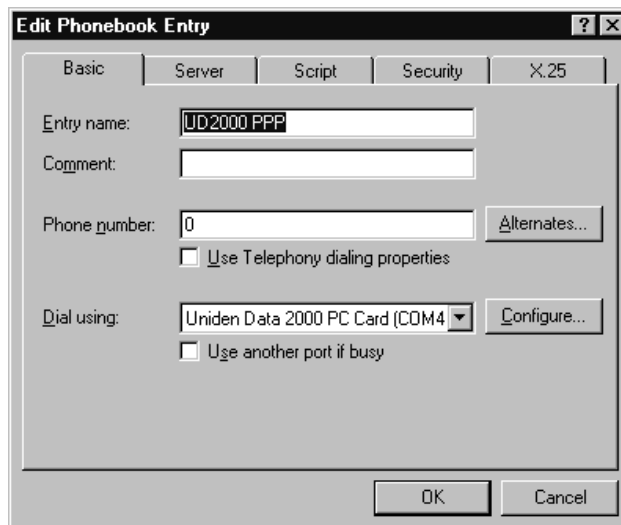 Edit Phonebook Entry
Basic Server Script Security X.25
Entry name: UD2000 PPP
Comment:
Phone number: 0 Alternates...
Use Telephony dialing properties
Dial using: Uniden Data 2000 PC Card (COM4 Configure...
Use another port if busy
OK Cancel